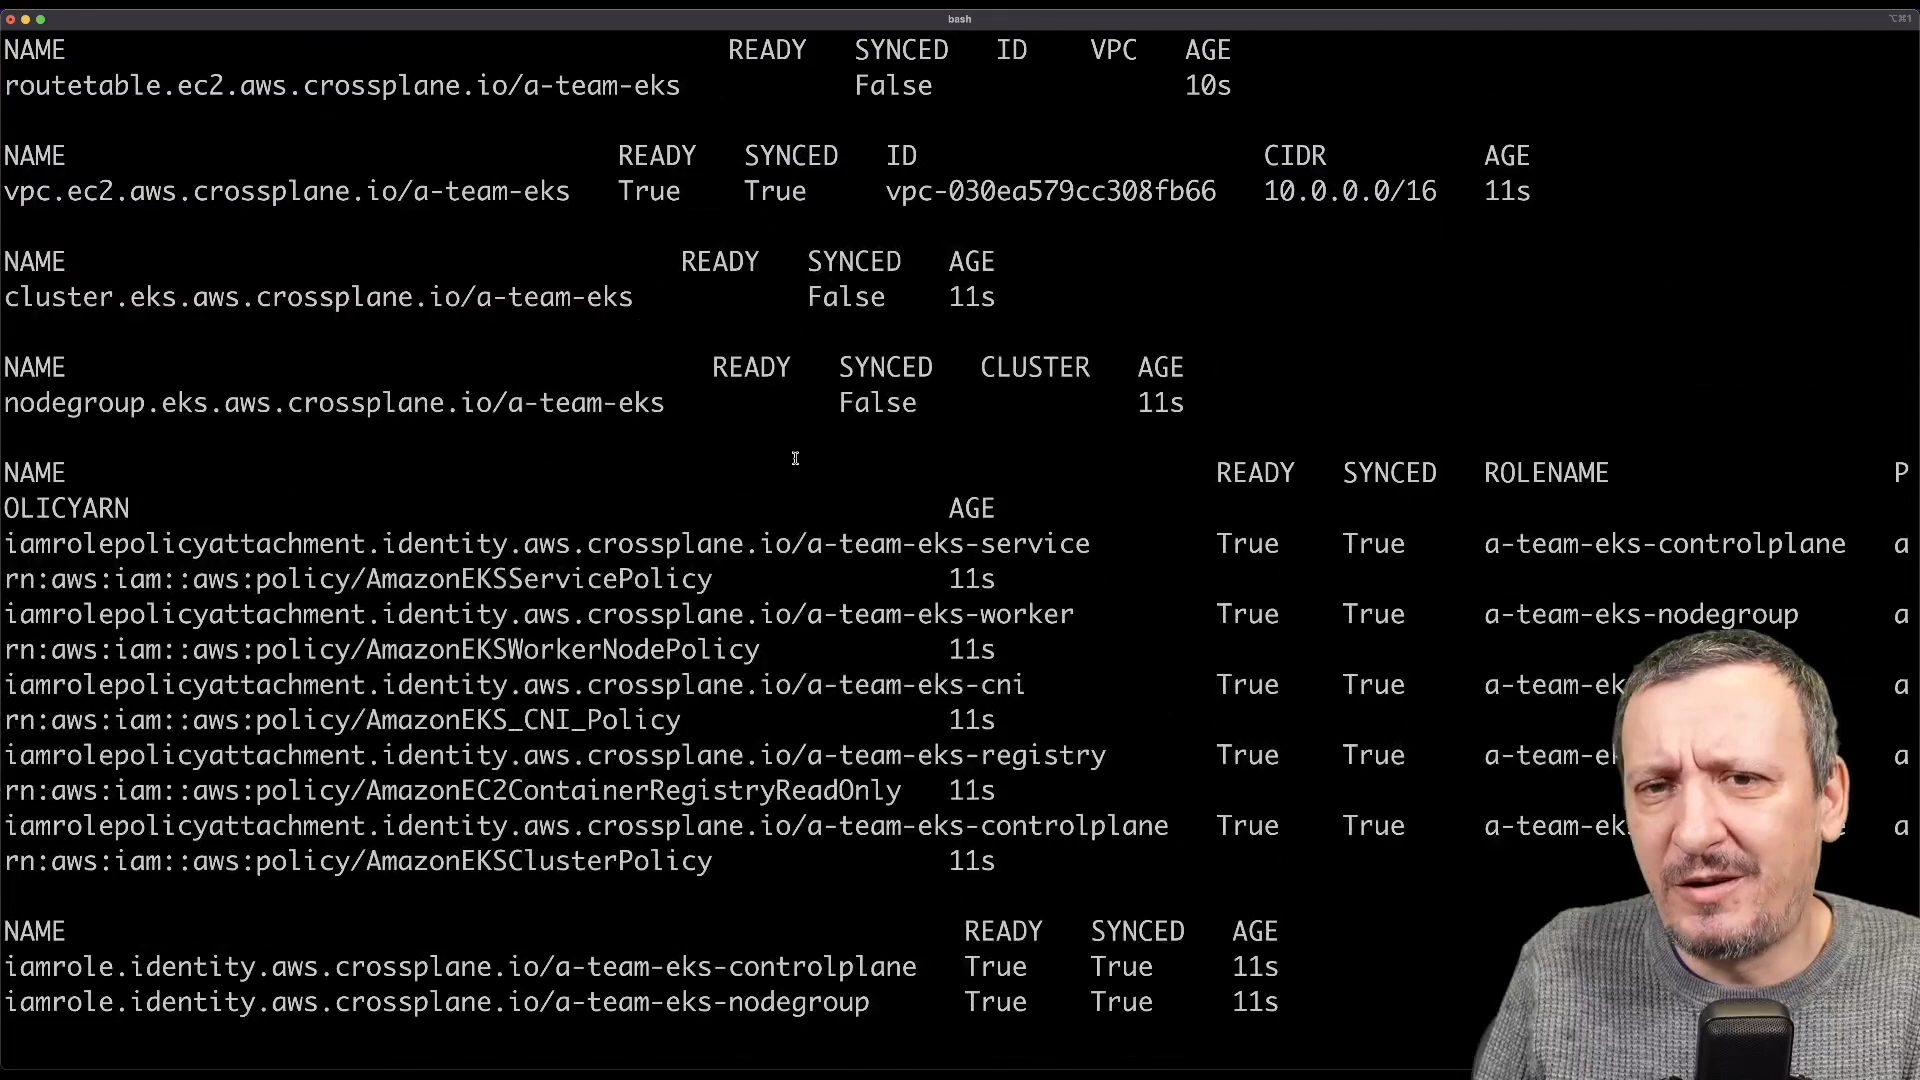 bash
⌥⌘1
NAME READY SYNCED ID VPC AGE
routetable.ec2.aws.crossplane.io/a-team-eks False 10s
NAME READY SYNCED ID CIDR AGE
vpc.ec2.aws.crossplane.io/a-team-eks True True vpc-030ea579cc308fb66 10.0.0.0/16 11s
NAME READY SYNCED AGE
cluster.eks.aws.crossplane.io/a-team-eks False 11s
NAME READY SYNCED CLUSTER AGE
nodegroup.eks.aws.crossplane.io/a-team-eks False 11s
NAME READY SYNCED ROLENAME P
OLICYARN AGE
iamrolepolicyattachment.identity.aws.crossplane.io/a-team-eks-service True True a-team-eks-controlplane a
rn:aws:iam::aws:policy/AmazonEKSServicePolicy 11s
iamrolepolicyattachment.identity.aws.crossplane.io/a-team-eks-worker True True a-team-eks-nodegroup a
rn:aws:iam::aws:policy/AmazonEKSWorkerNodePolicy 11s
iamrolepolicyattachment.identity.aws.crossplane.io/a-team-eks-cni True True a-team-ek a
rn:aws:iam::aws:policy/AmazonEKS_CNI_Policy 11s
iamrolepolicyattachment.identity.aws.crossplane.io/a-team-eks-registry True True a-team-ek a
rn:aws:iam::aws:policy/AmazonEC2ContainerRegistryReadOnly 11s
iamrolepolicyattachment.identity.aws.crossplane.io/a-team-eks-controlplane True True a-team-ek a
rn:aws:iam::aws:policy/AmazonEKSClusterPolicy 11s
NAME READY SYNCED AGE
iamrole.identity.aws.crossplane.io/a-team-eks-controlplane True True 11s
iamrole.identity.aws.crossplane.io/a-team-eks-nodegroup True True 11s